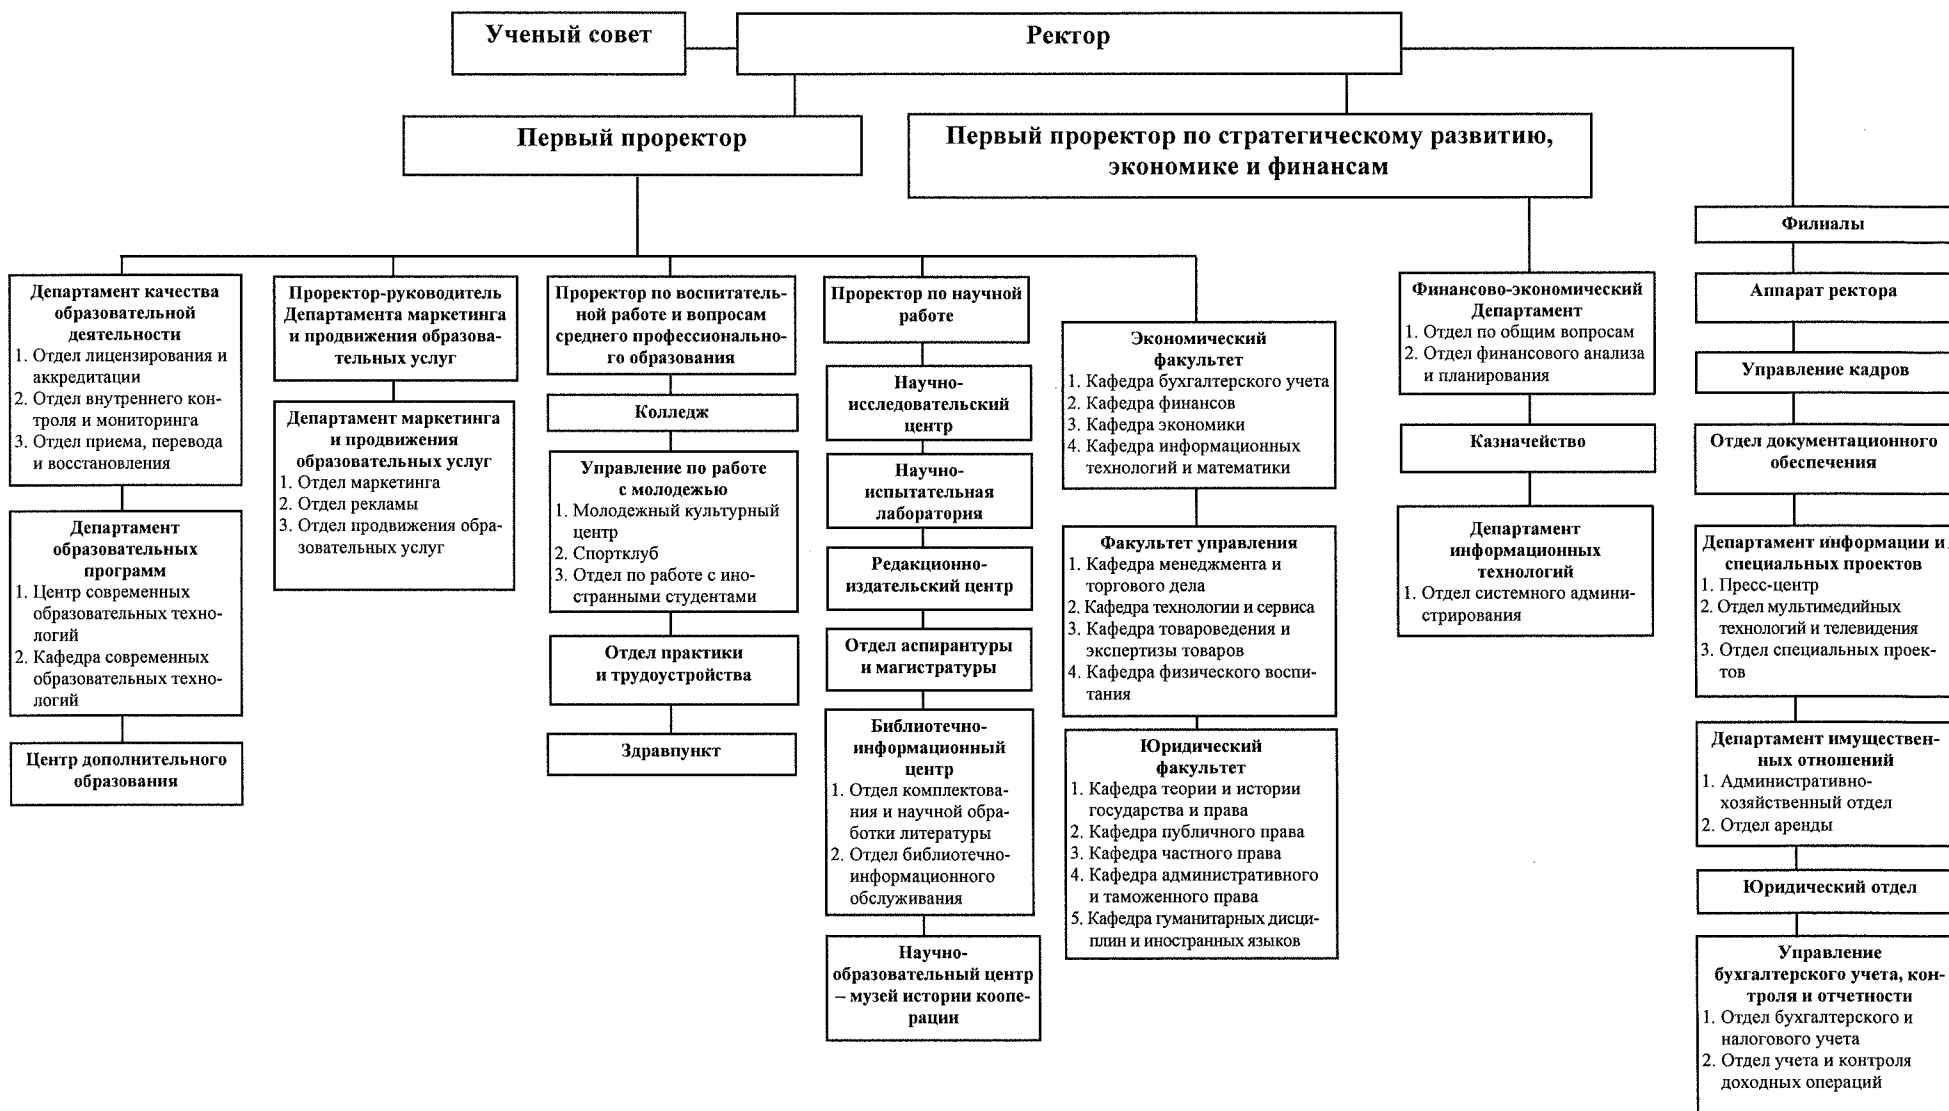 Ученый совет
Ректор
Первый проректор
Первый проректор по стратегическому развитию,
экономике и финансам
Департамент качества
образовательной
деятельности
1. Отдел лицензирования и
аккредитации
2. Отдел внутреннего конт-
роля и мониторинга
3. Отдел приема, перевода
и восстановления
Департамент
образовательных
программ
1. Центр современных
образовательных техно-
логий
2. Кафедра современных
образовательных техно-
логий
Центр дополнительного
образования
Проректор-руководитель
Департамента маркетинга
и продвижения образова-
тельных услуг
Департамент маркетинга
и продвижения
образовательных услуг
1. Отдел маркетинга
2. Отдел рекламы
3. Отдел продвижения обра-
зовательных услуг
Проректор по воспитатель-
ной работе и вопросам
среднего профессионально-
го образования
Колледж
Управление по работе
с молодежью
1. Молодежный культурный
центр
2. Спортклуб
3. Отдел по работе с ино-
странными студентами
Отдел практики
и трудоустройства
Здравпункт
Проректор по научной
работе
Научно-
исследовательский
центр
Научно-
испытательная
лаборатория
Редакционно-
издательский центр
Отдел аспирантуры
и магистратуры
Библиотечно-
информационный
центр
1. Отдел комплектова-
ния и научной обра-
ботки литературы
2. Отдел библиотечно-
информационного
обслуживания
Научно-
образовательный центр
– музей истории коопе-
рации
Экономический
факультет
1. Кафедра бухгалтерского учета
2. Кафедра финансов
3. Кафедра экономики
4. Кафедра информационных
технологий и математики
Факультет управления
1. Кафедра менеджмента и
торгового дела
2. Кафедра технологии и сервиса
3. Кафедра товароведения и
экспертизы товаров
4. Кафедра физического воспи-
тания
Юридический
факультет
1. Кафедра теории и истории
государства и права
2. Кафедра публичного права
3. Кафедра частного права
4. Кафедра административного
и таможенного права
5. Кафедра гуманитарных дисци-
плин и иностранных языков
Финансово-экономический
Департамент
1. Отдел по общим вопросам
2. Отдел финансового анализа
и планирования
Казначейство
Департамент
информационных
технологий
1. Отдел системного админи-
стрирования
Филиалы
Аппарат ректора
Управление кадров
Отдел документационного
обеспечения
Департамент информации и
специальных проектов
1. Пресс-центр
2. Отдел мультимедийных
технологий и телевидения
3. Отдел специальных проек-
тов
Департамент имуществен-
ных отношений
1. Административно-
хозяйственный отдел
2. Отдел аренды
Юридический отдел
Управление
бухгалтерского учета, кон-
троля и отчетности
1. Отдел бухгалтерского и
налогового учета
2. Отдел учета и контроля
доходных операций